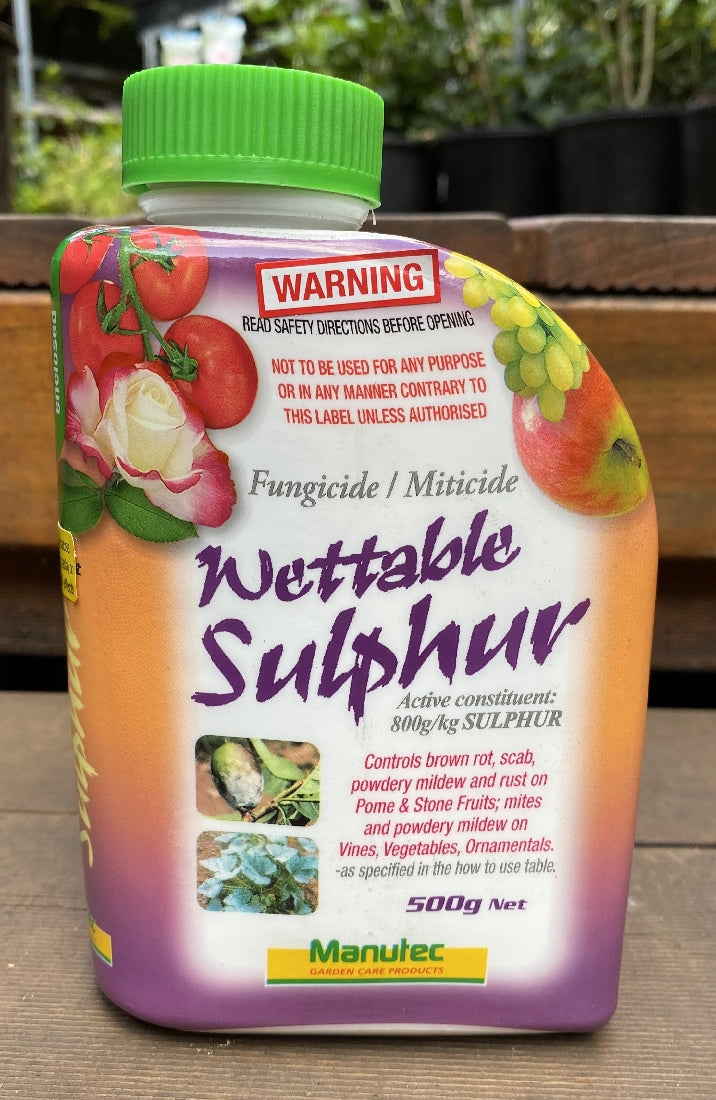 WARNING
READ SAFETY DIRECTIONS BEFORE OPENING
NOT TO BE USED FOR ANY PURPOSE
OR IN ANY MANNER CONTRARY TO
THIS LABEL UNLESS AUTHORISED
Fungicide / Miticide
Wettable
Sulphur
Active constituent:
800g/kg SULPHUR
Controls brown rot, scab,
powdery mildew and rust on
Pome & Stone Fruits; mites
and powdery mildew on
Vines, Vegetables, Ornamentals.
-as specified in the how to use table.
500g Net
Manutec
GARDEN CARE PRODUCTS
enclosed
Sulphur